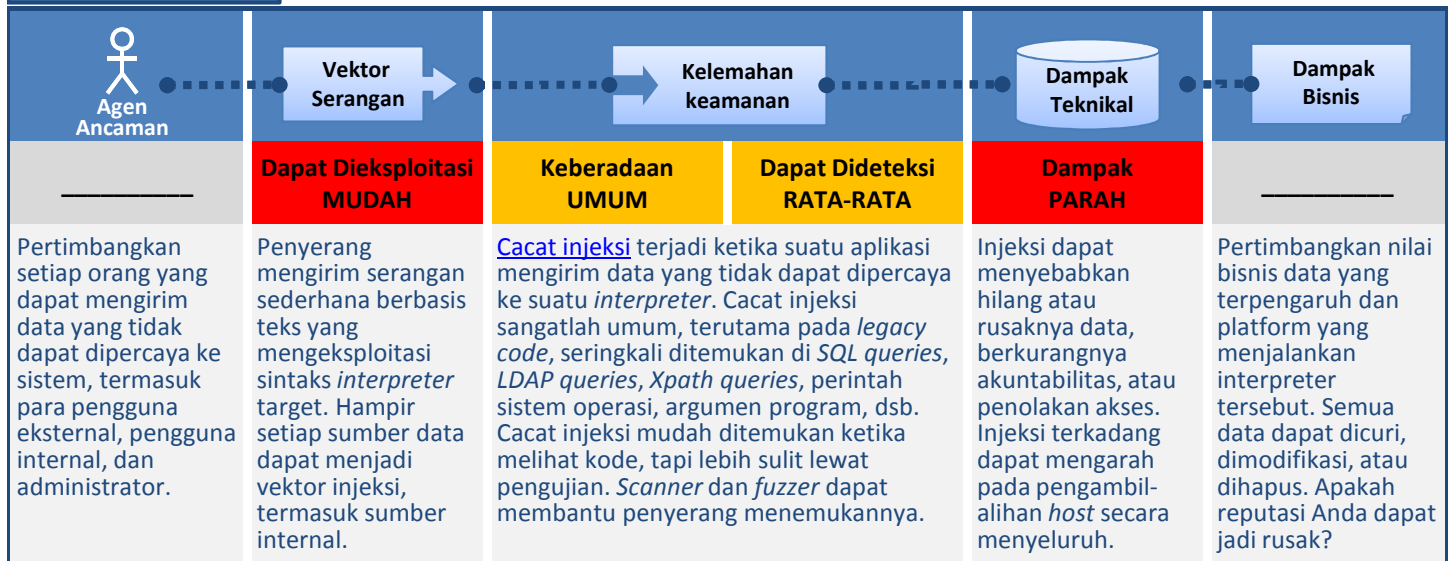 Agen
Ancaman
Vektor
Serangan
Kelemahan
keamanan
Dampak
Teknikal
Dampak
Bisnis
__________
Dapat Dieksploitasi
MUDAH
Keberadaan
UMUM
Dapat Dideteksi
RATA-RATA
Dampak
PARAH
__________
Pertimbangkan
setiap orang yang
dapat mengirim
data yang tidak
dapat dipercaya ke
sistem, termasuk
para pengguna
eksternal, pengguna
internal, dan
administrator.
Penyerang
mengirim serangan
sederhana berbasis
teks yang
mengeksploitasi
sintaks interpreter
target. Hampir
setiap sumber data
dapat menjadi
vektor injeksi,
termasuk sumber
internal.
Cacat injeksi terjadi ketika suatu aplikasi
mengirim data yang tidak dapat dipercaya
ke suatu interpreter. Cacat injeksi
sangatlah umum, terutama pada legacy
code, seringkali ditemukan di SQL queries,
LDAP queries, Xpath queries, perintah
sistem operasi, argumen program, dsb.
Cacat injeksi mudah ditemukan ketika
melihat kode, tapi lebih sulit lewat
pengujian. Scanner dan fuzzer dapat
membantu penyerang menemukannya.
Injeksi dapat
menyebabkan
hilang atau
rusaknya data,
berkurangnya
akuntabilitas, atau
penolakan akses.
Injeksi terkadang
dapat mengarah
pada pengambil-
alihan host secara
menyeluruh.
Pertimbangkan nilai
bisnis data yang
terpengaruh dan
platform yang
menjalankan
interpreter
tersebut. Semua
data dapat dicuri,
dimodifikasi, atau
dihapus. Apakah
reputasi Anda dapat
jadi rusak?